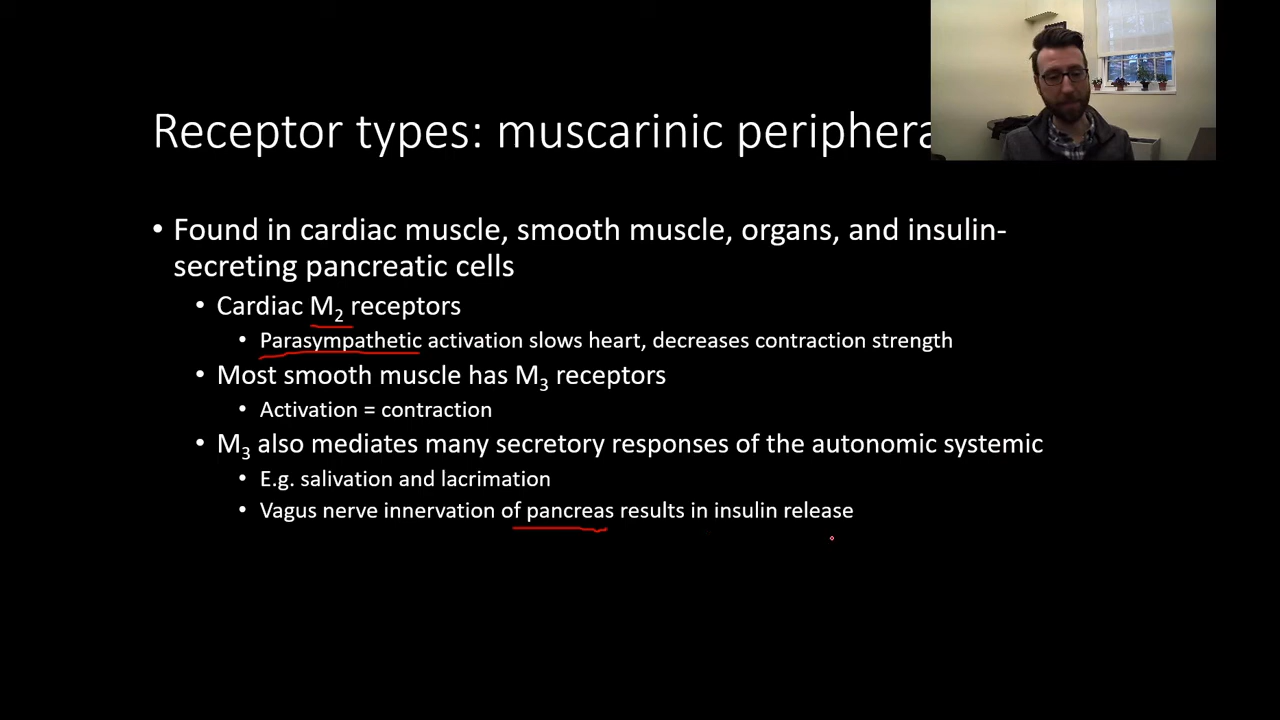 Receptor types: muscarinic periphera
• Found in cardiac muscle, smooth muscle, organs, and insulin-
secreting pancreatic cells
• Cardiac M₂ receptors
• Parasympathetic activation slows heart, decreases contraction strength
• Most smooth muscle has M₃ receptors
• Activation = contraction
• M₃ also mediates many secretory responses of the autonomic systemic
• E.g. salivation and lacrimation
• Vagus nerve innervation of pancreas results in insulin release